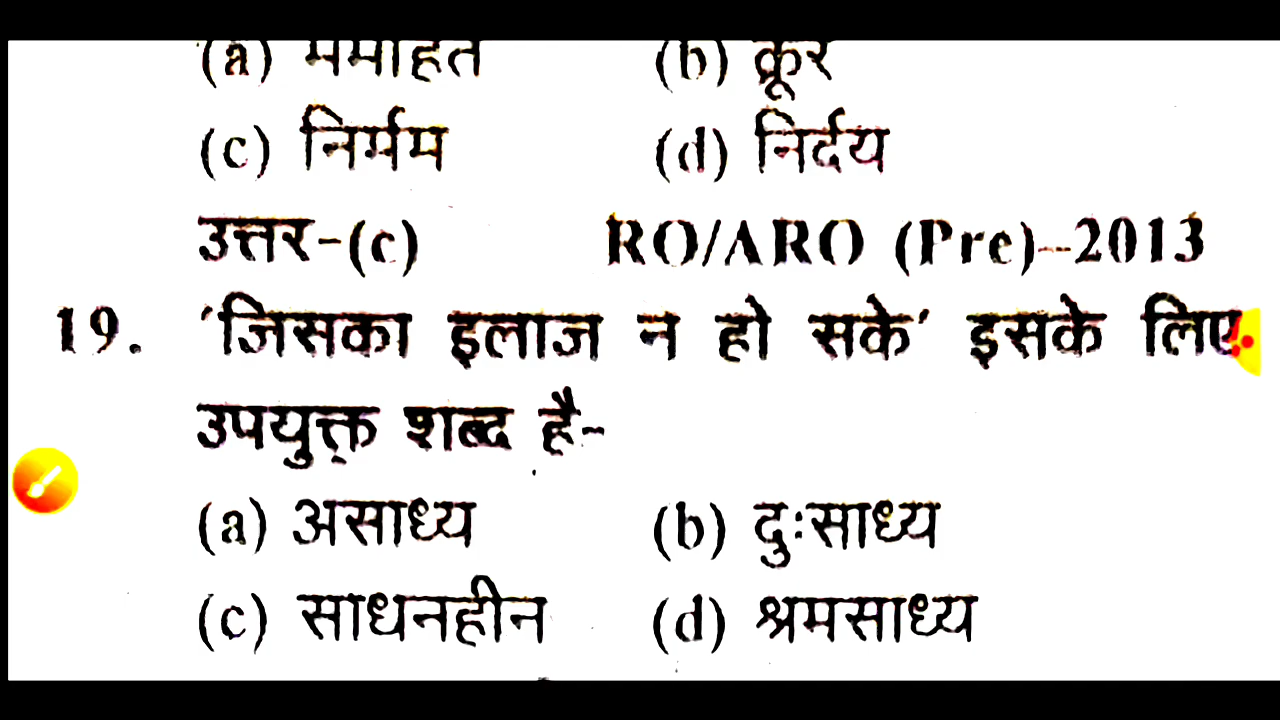 (a) मर्माहत (b) क्रूर
(c) निर्मम (d) निर्दय
उत्तर-(c) RO/ARO (Pre)-2013
19. 'जिसका इलाज न हो सके' इसके लिए
उपयुक्त शब्द है-
(a) असाध्य (b) दुःसाध्य
(c) साधनहीन (d) श्रमसाध्य